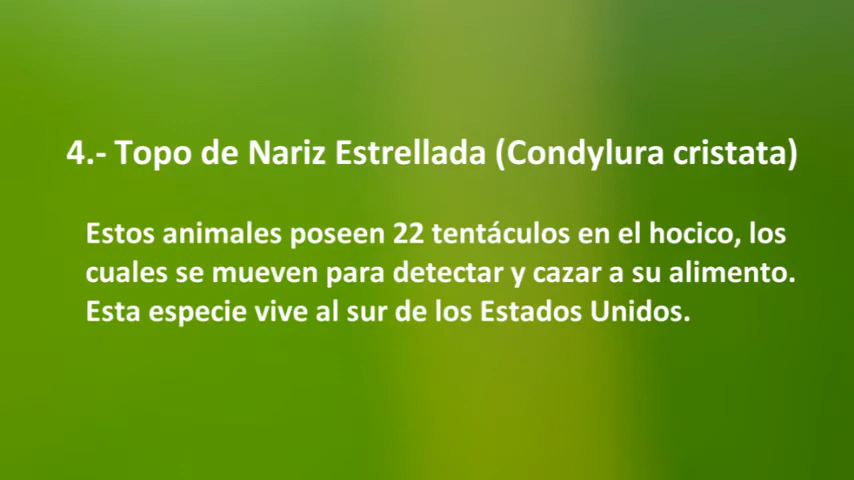 4.- Topo de Nariz Estrellada (Condylura cristata)
Estos animales poseen 22 tentáculos en el hocico, los
cuales se mueven para detectar y cazar a su alimento.
Esta especie vive al sur de los Estados Unidos.